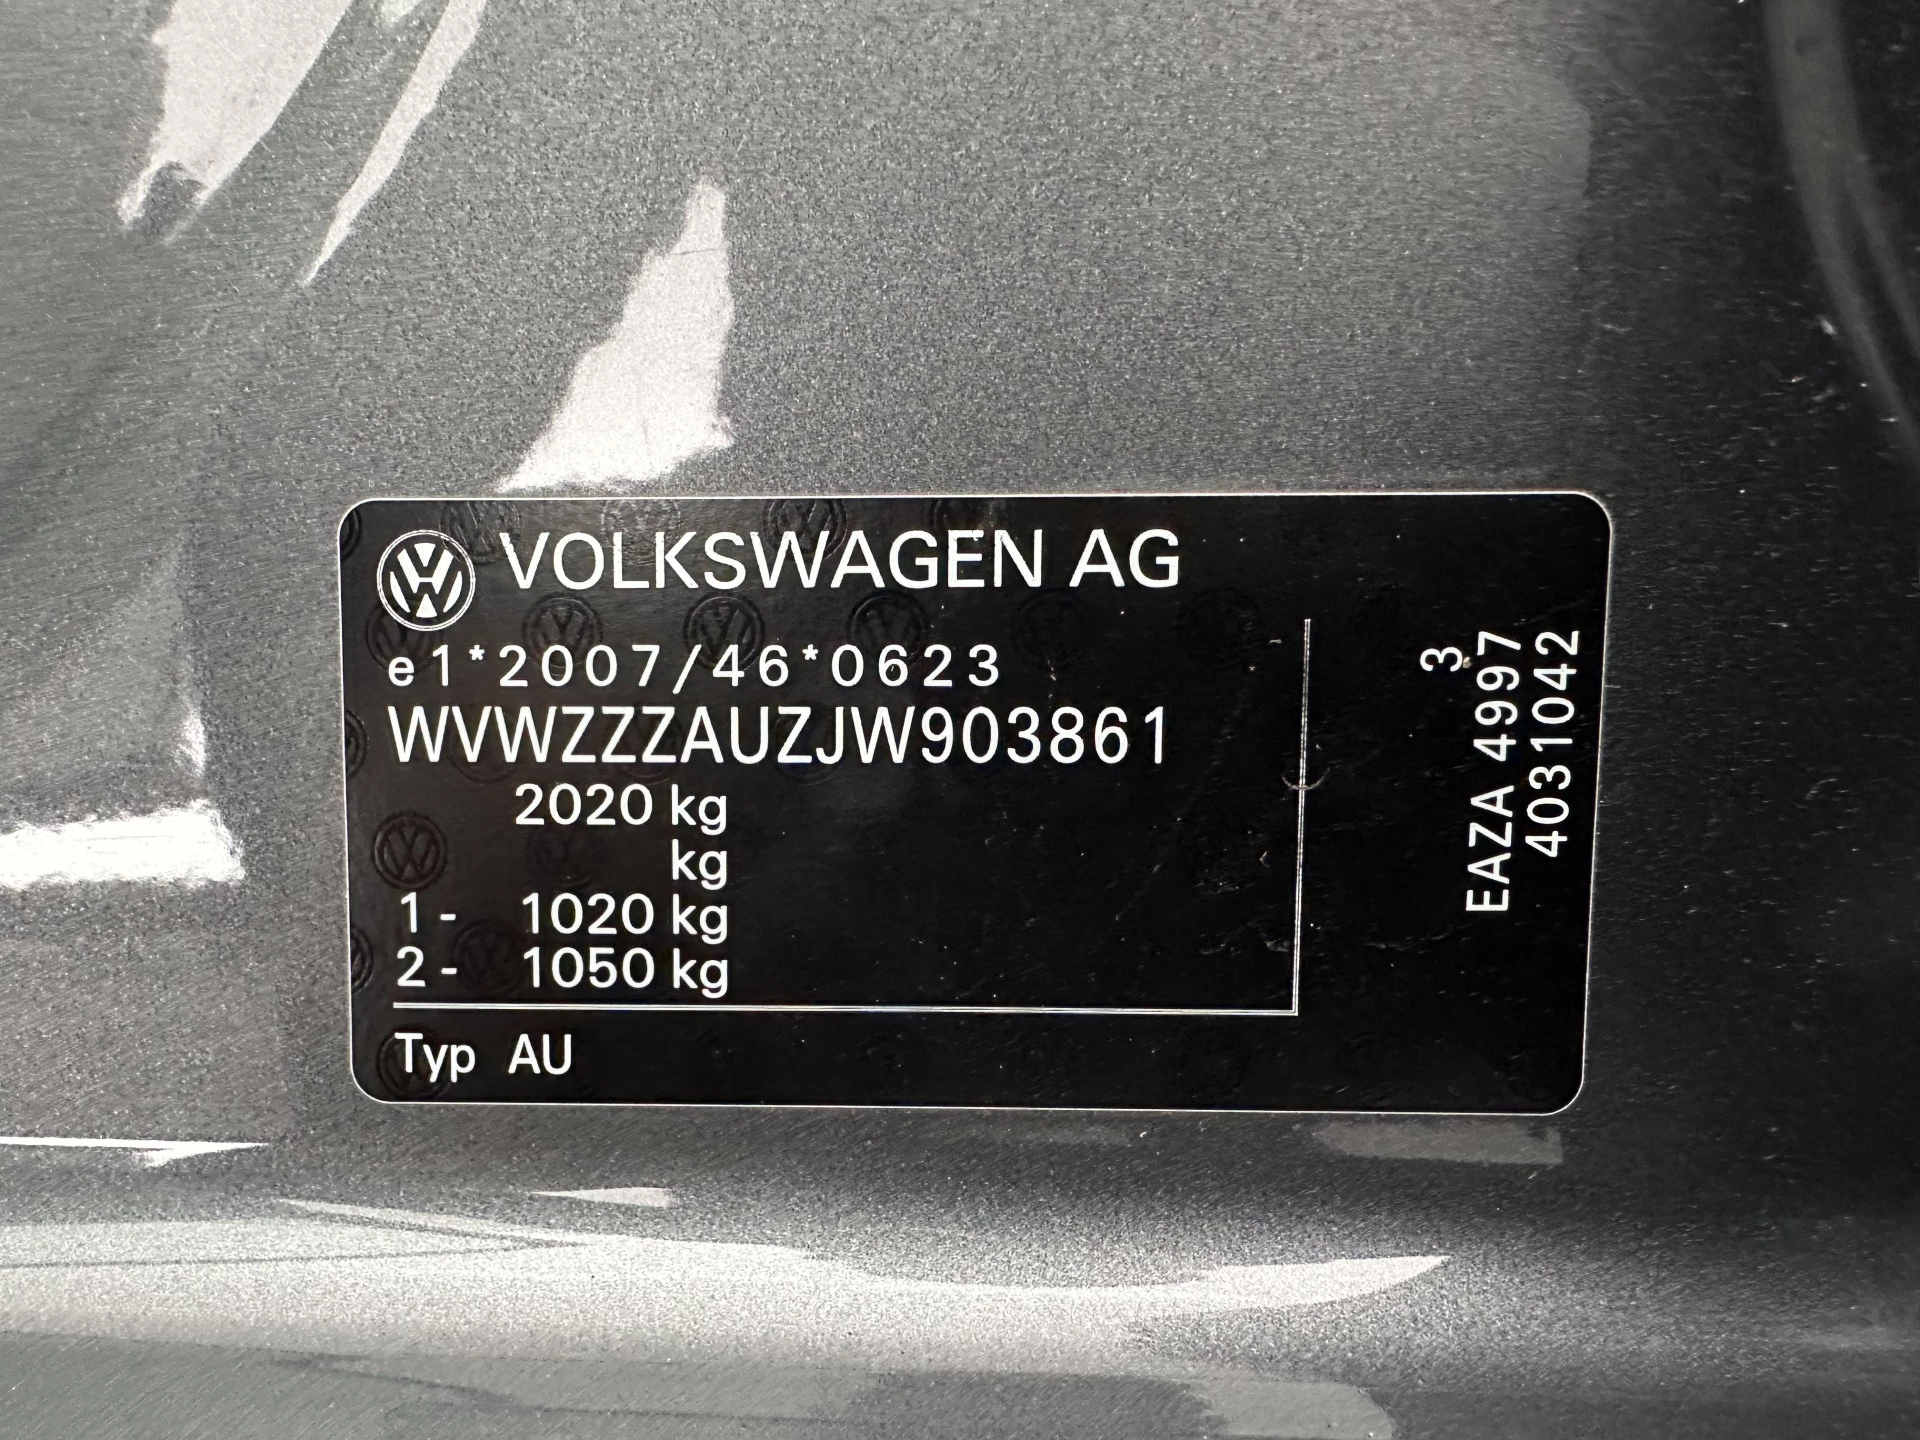 VOLKSWAGEN AG
e1*2007/46*0623
WVWZZZAUZJW903861
2020 kg
kg
1- 1020 kg
2- 1050 kg
Typ AU
3
EAZA 4997
4031042